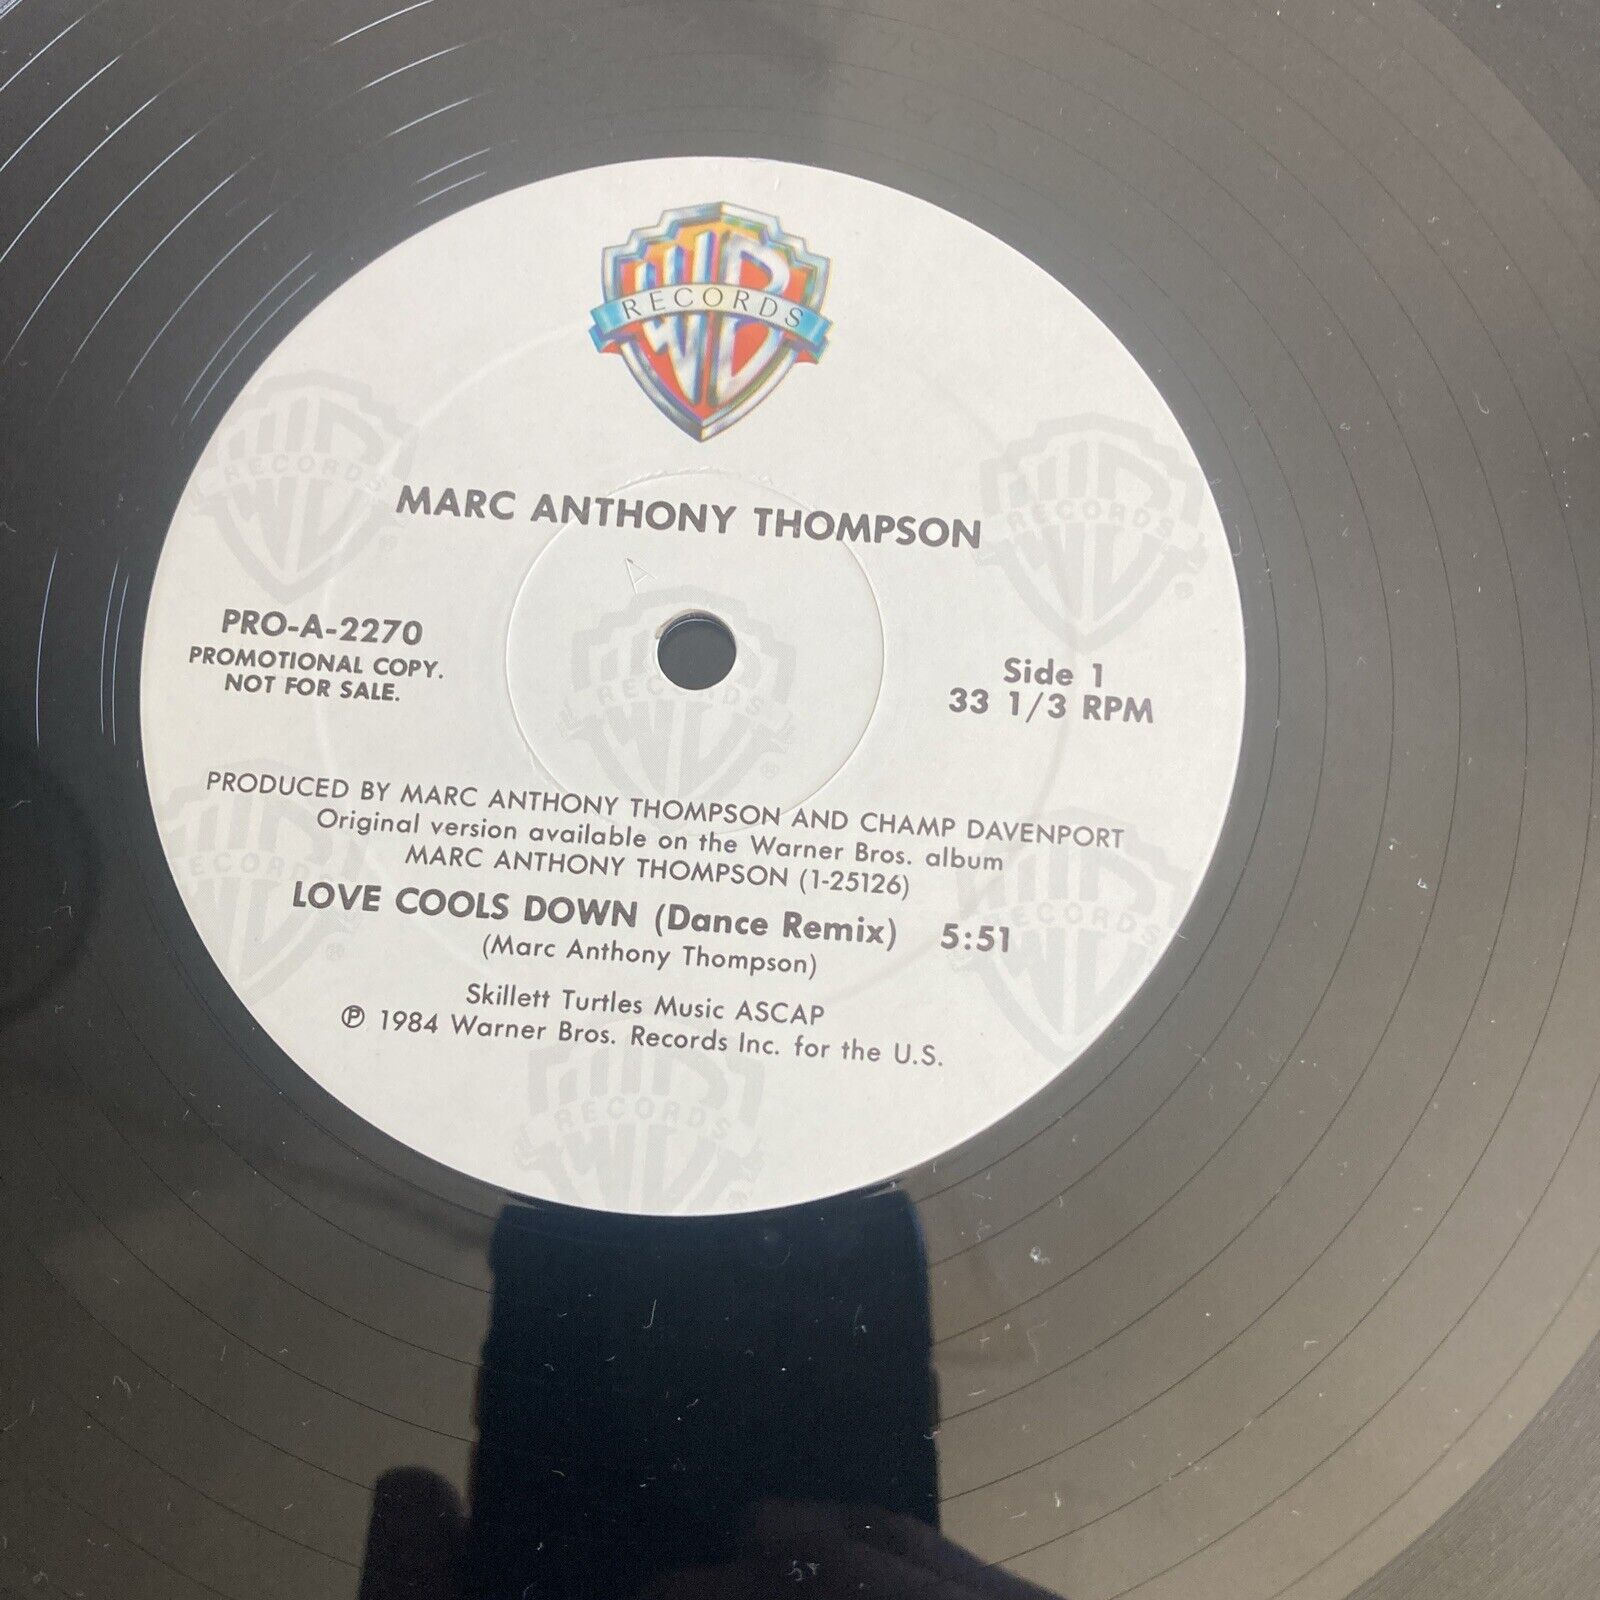 WB
RECORDS
MARC ANTHONY THOMPSON
A
PRO-A-2270
PROMOTIONAL COPY.
NOT FOR SALE.
Side 1
33 1/3 RPM
PRODUCED BY MARC ANTHONY THOMPSON AND CHAMP DAVENPORT
Original version available on the Warner Bros. album
MARC ANTHONY THOMPSON (1-25126)
LOVE COOLS DOWN (Dance Remix) 5:51
(Marc Anthony Thompson)
Skillett Turtles Music ASCAP
℗ 1984 Warner Bros. Records Inc. for the U.S.